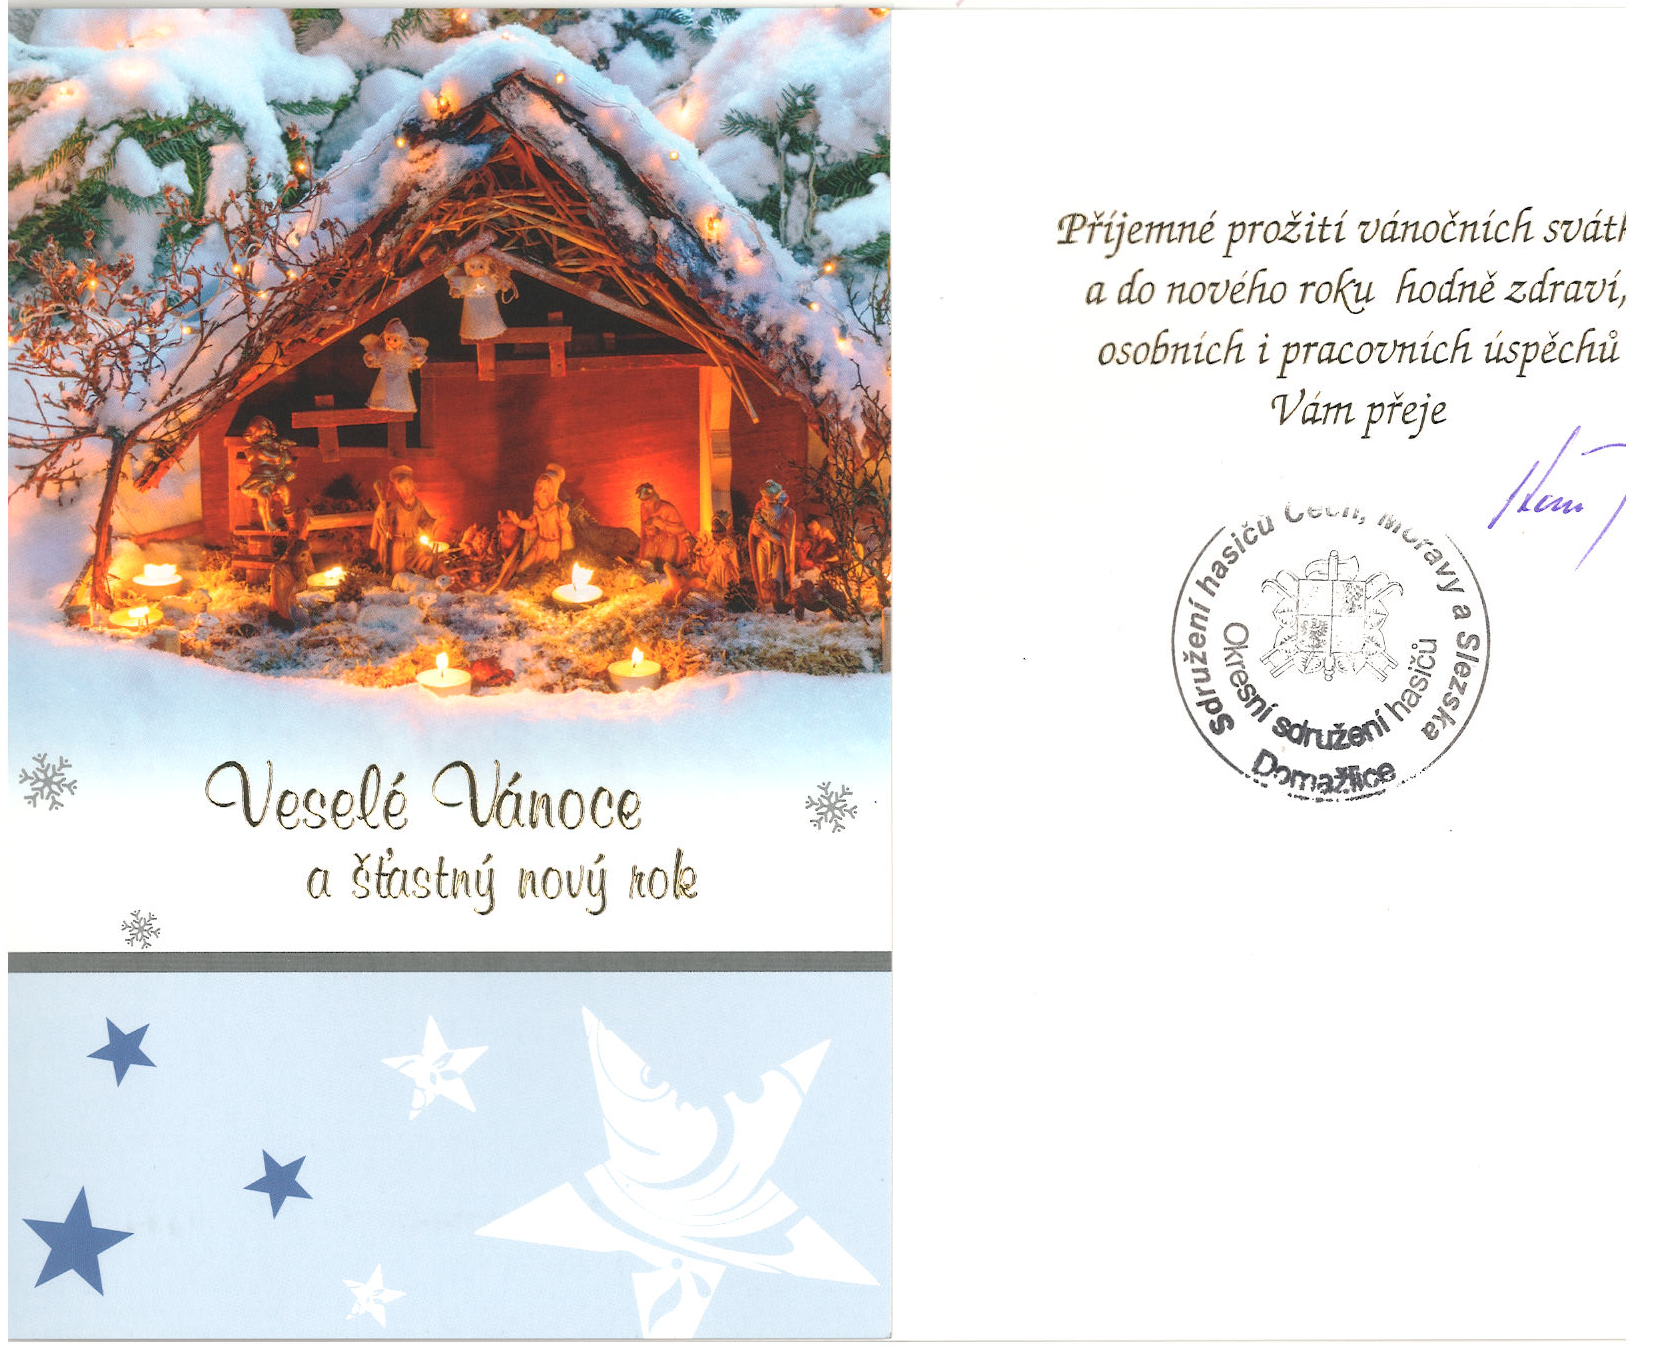 Veselé Vánoce
a šťastný nový rok
Příjemné prožití vánočních svátk
a do nového roku hodně zdraví,
osobních i pracovních úspěchů
Vám přeje
Sdružení hasičů Čech, Moravy a Slezska
Okresní sdružení hasičů
Domažlice